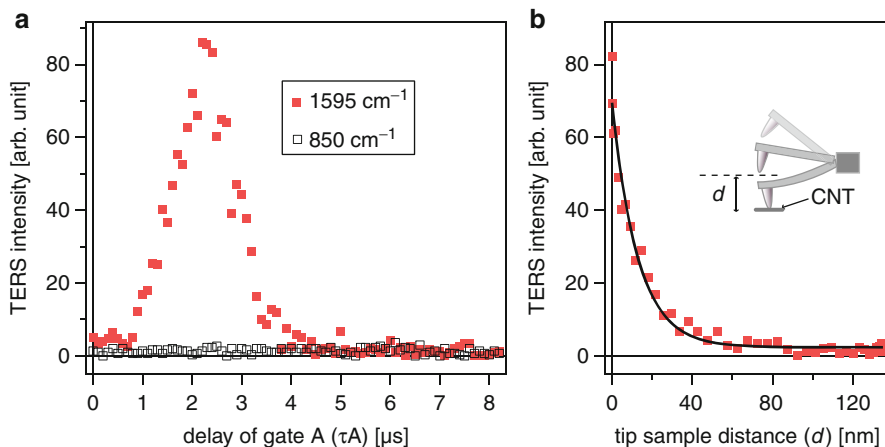 a
TERS intensity [arb. unit]
80
60
40
20
0
1595 cm⁻¹
850 cm⁻¹
0 1 2 3 4 5 6 7 8
delay of gate A (τA) [μs]
b
TERS intensity [arb. unit]
80
60
40
20
0
d
CNT
0 40 80 120
tip sample distance (d) [nm]